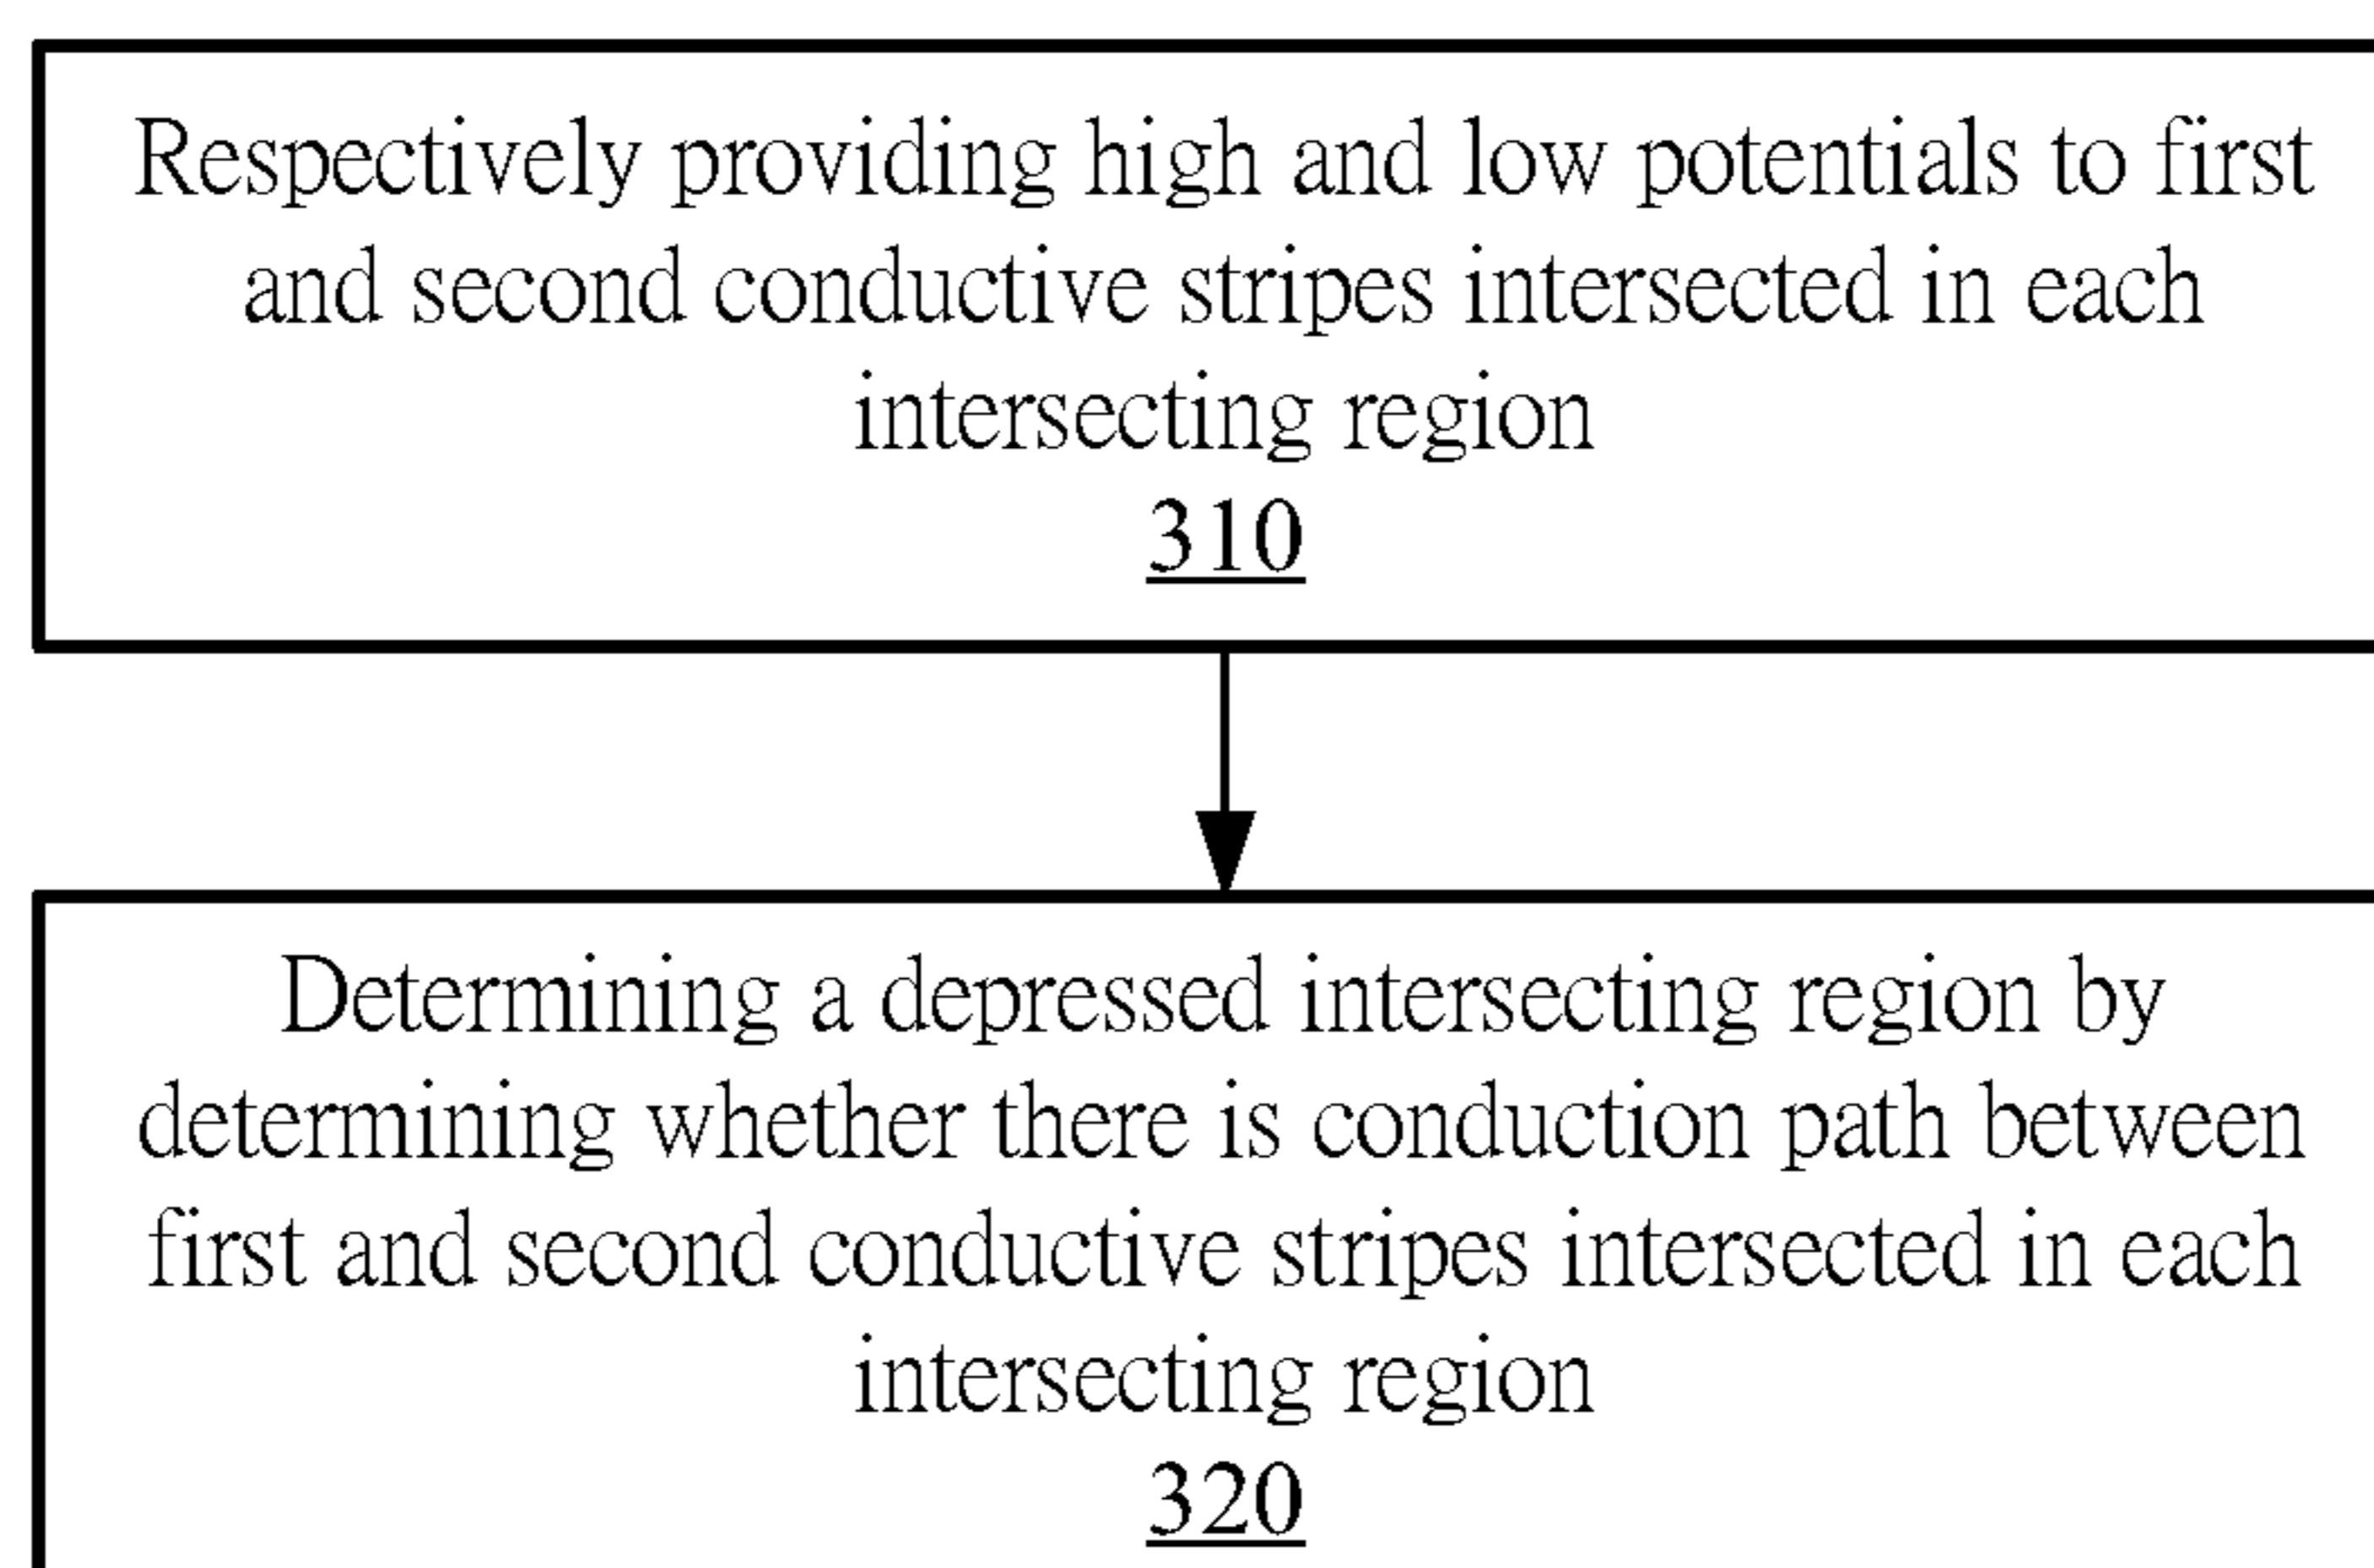 Respectively providing high and low potentials to first
and second conductive stripes intersected in each
intersecting region
310
Determining a depressed intersecting region by
determining whether there is conduction path between
first and second conductive stripes intersected in each
intersecting region
320